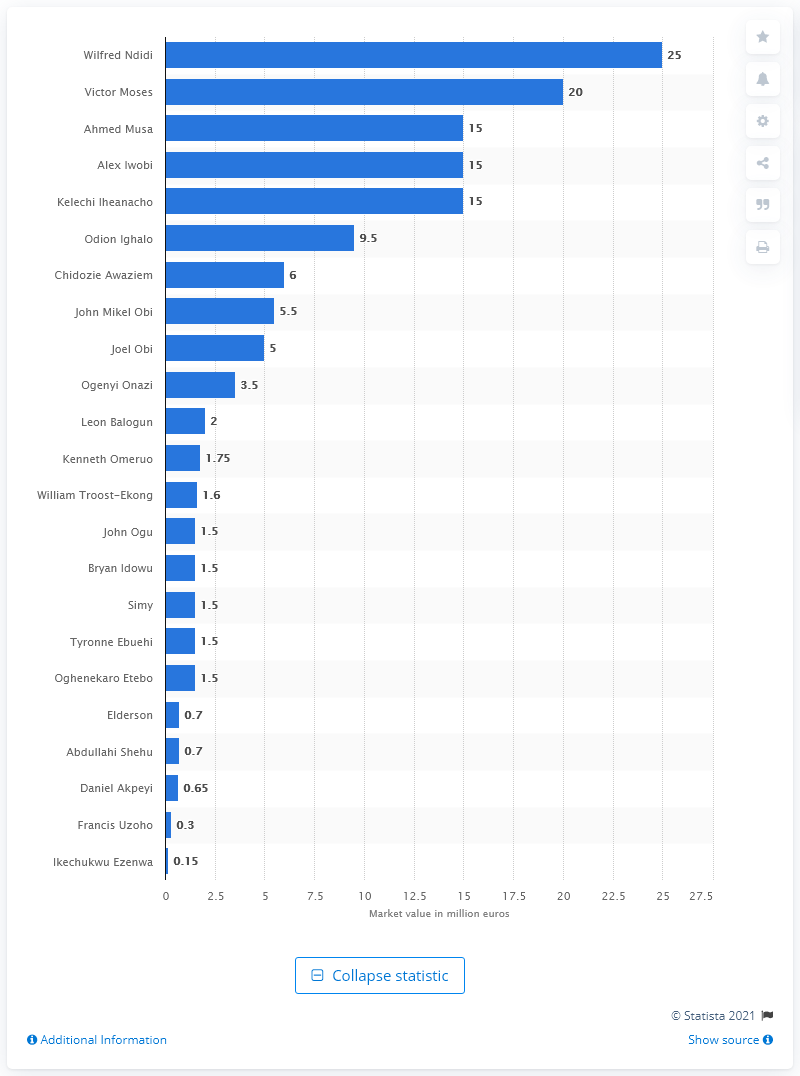 Wilfred Ndidi 25
Victor Moses 20
Ahmed Musa 15
Alex Iwobi 15
Kelechi Iheanacho 15
Odion Ighalo 9.5
Chidozie Awaziem 6
John Mikel Obi 5.5
Joel Obi 5
Ogenyi Onazi 3.5
Leon Balogun 2
Kenneth Omeruo 1.75
William Troost-Ekong 1.6
John Ogu 1.5
Bryan Idowu 1.5
Simy 1.5
Tyronne Ebuehi 1.5
Oghenekaro Etebo 1.5
Elderson 0.7
Abdullahi Shehu 0.7
Daniel Akpeyi 0.65
Francis Uzoho 0.3
Ikechukwu Ezenwa 0.15
0 2.5 5 7.5 10 12.5 15 17.5 20 22.5 25 27.5
Market value in million euros
Collapse statistic
© Statista 2021
Additional Information Show source